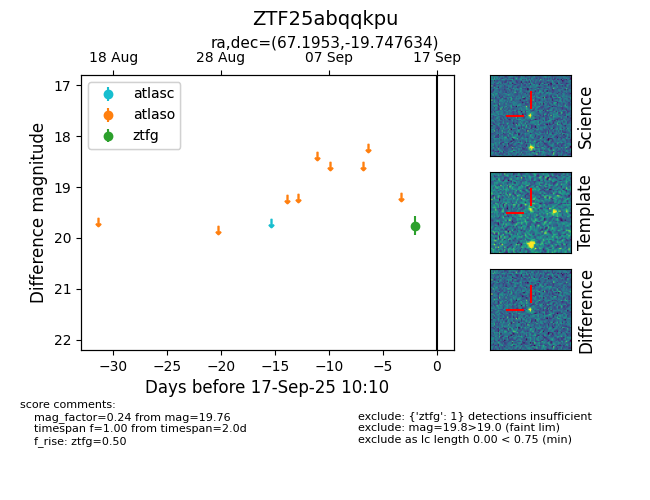 ZTF25abqqkpu
ra,dec=(67.1953,-19.747634)
18 Aug 28 Aug 07 Sep 17 Sep
atlasc
atlaso
ztfg
17
18
19
20
21
22
Difference magnitude
−30 −25 −20 −15 −10 −5 0
Days before 17-Sep-25 10:10
Science
Template
Difference
score comments:
mag_factor=0.24 from mag=19.76
timespan f=1.00 from timespan=2.0d
f_rise: ztfg=0.50
exclude: {'ztfg': 1} detections insufficient
exclude: mag=19.8>19.0 (faint lim)
exclude as lc length 0.00 < 0.75 (min)